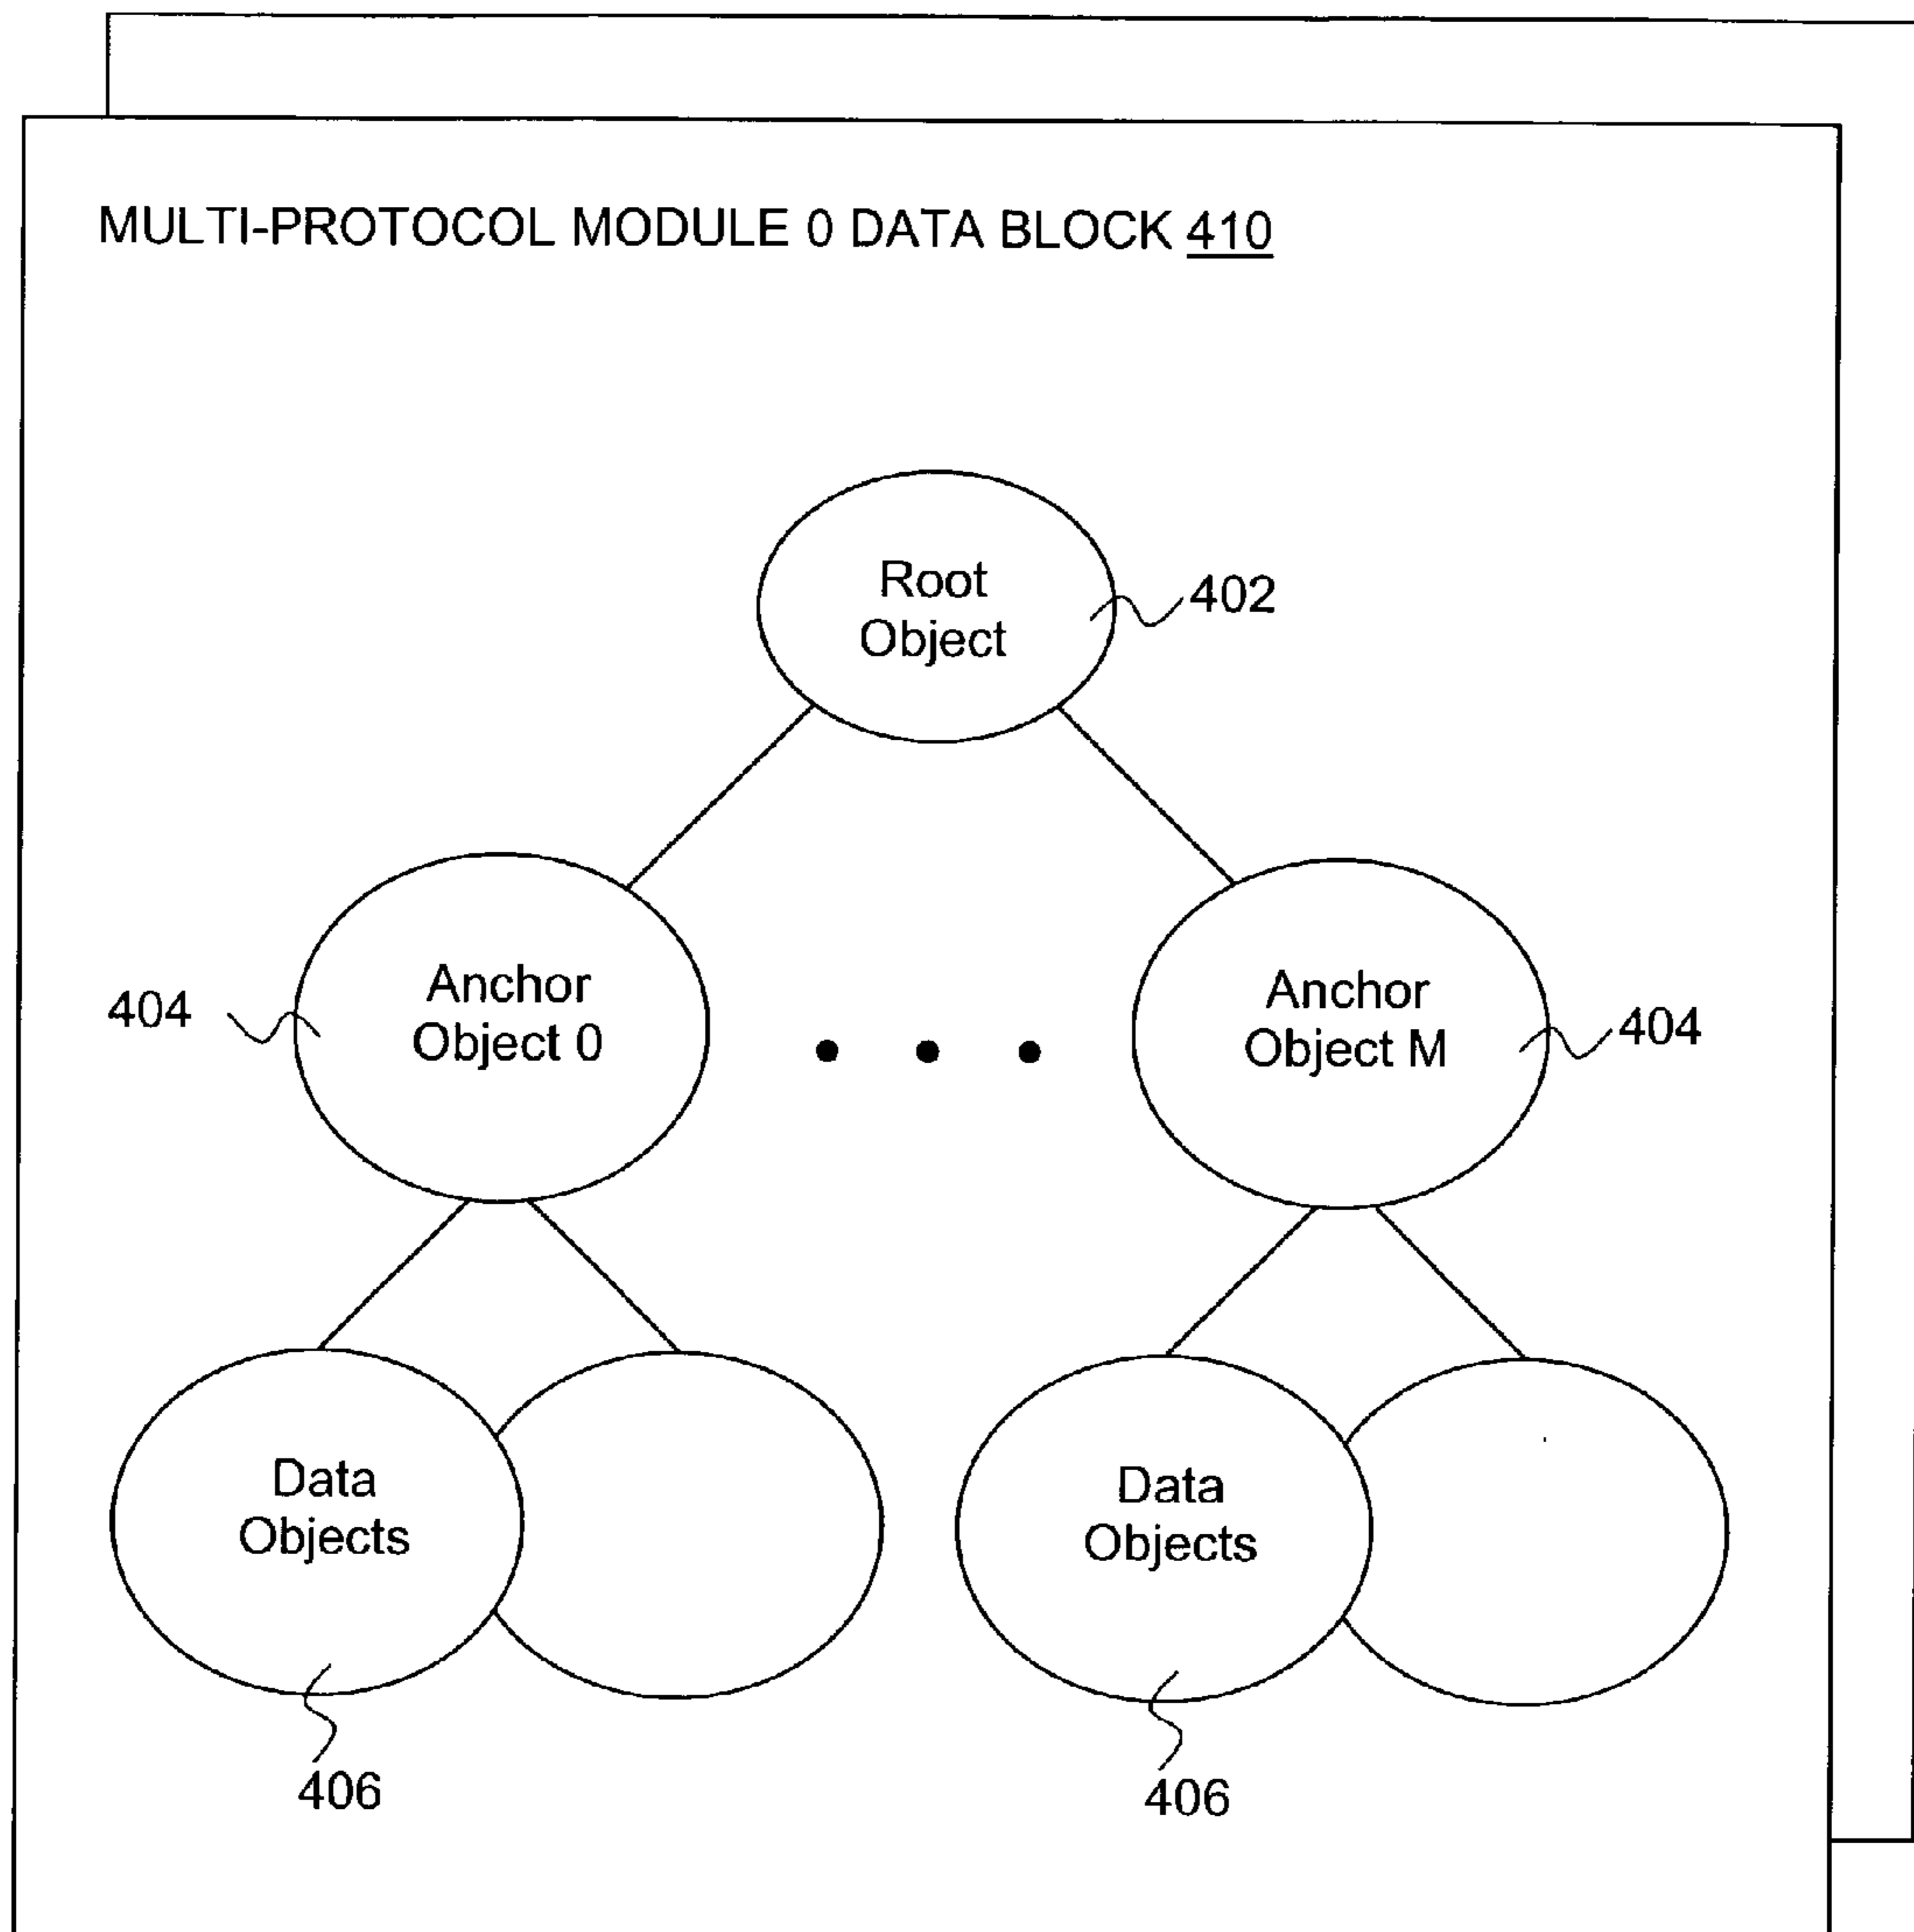 MULTI-PROTOCOL MODULE 0 DATA BLOCK 410
Root
Object
402
Anchor
Object 0
404
Anchor
Object M
404
Data
Objects
406
Data
Objects
406